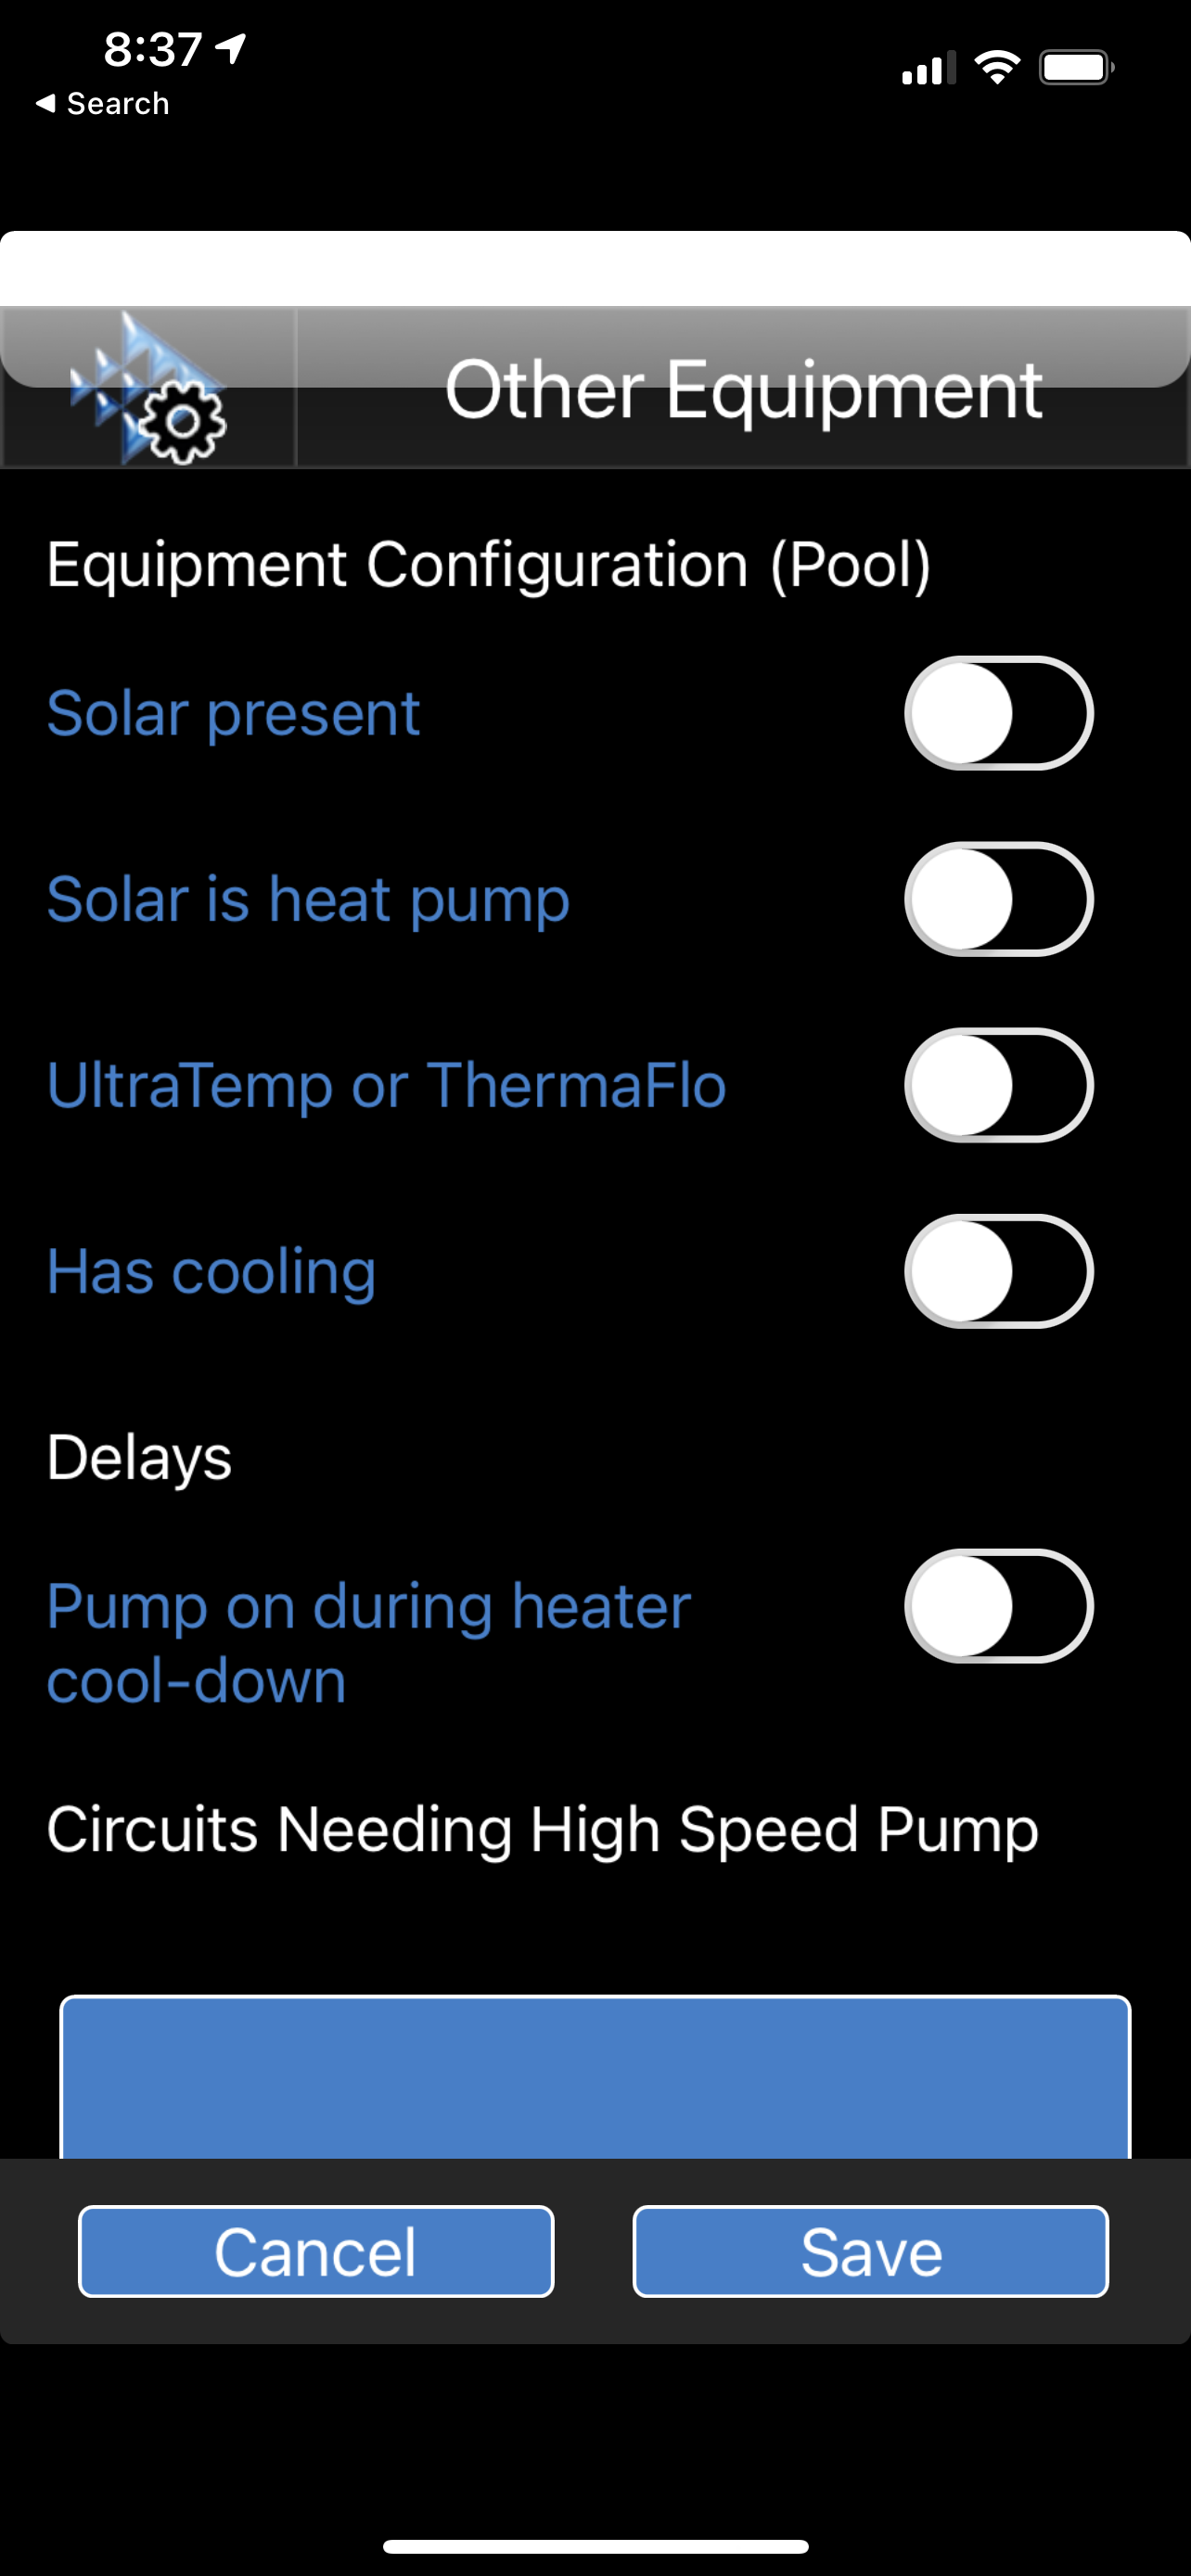 8:37
Search
Other Equipment
Equipment Configuration (Pool)
Solar present
Solar is heat pump
UltraTemp or ThermaFlo
Has cooling
Delays
Pump on during heater
cool-down
Circuits Needing High Speed Pump
Cancel
Save